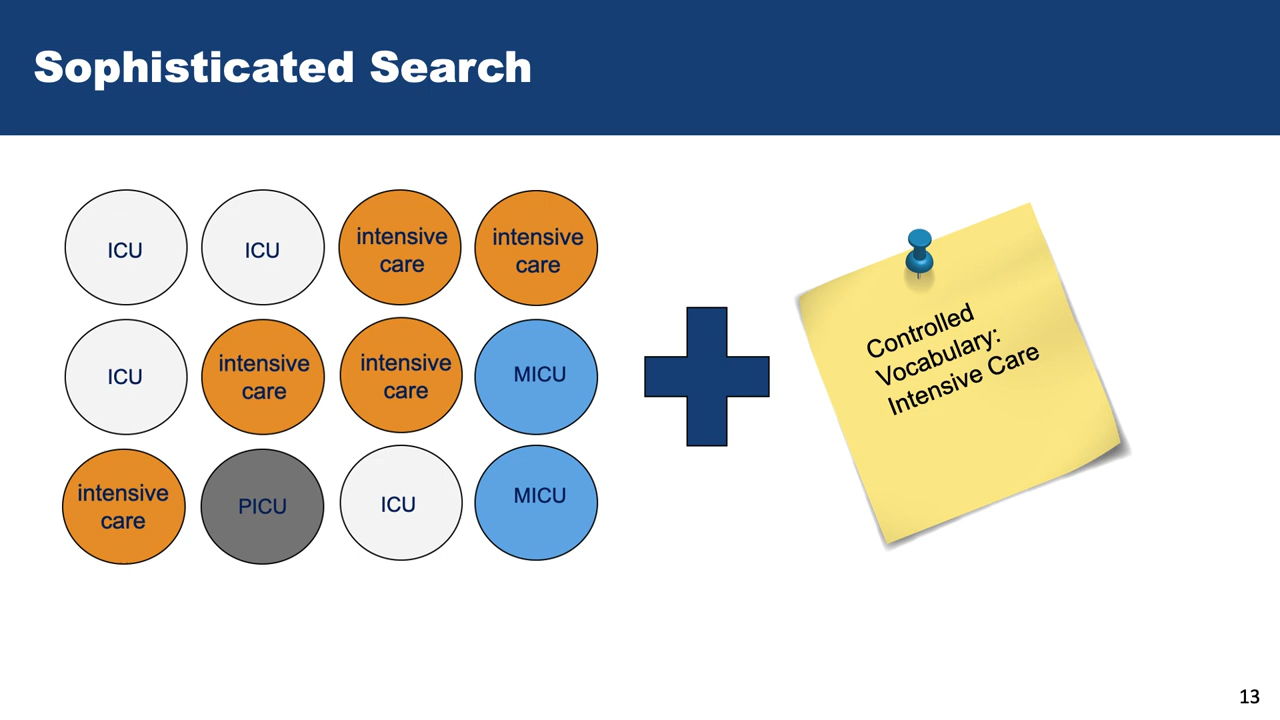 Sophisticated Search
ICU
ICU
intensive
care
intensive
care
ICU
intensive
care
intensive
care
MICU
intensive
care
PICU
ICU
MICU
Controlled
Vocabulary:
Intensive Care
13